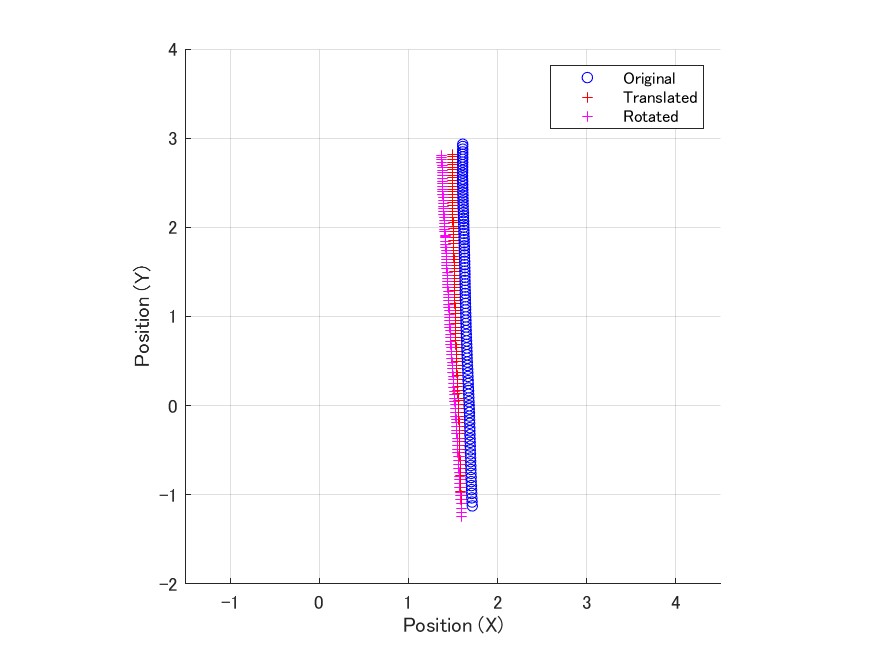 4
Original
Translated
Rotated
3
2
1
0
−1
−2
Position (Y)
−1 0 1 2 3 4
Position (X)